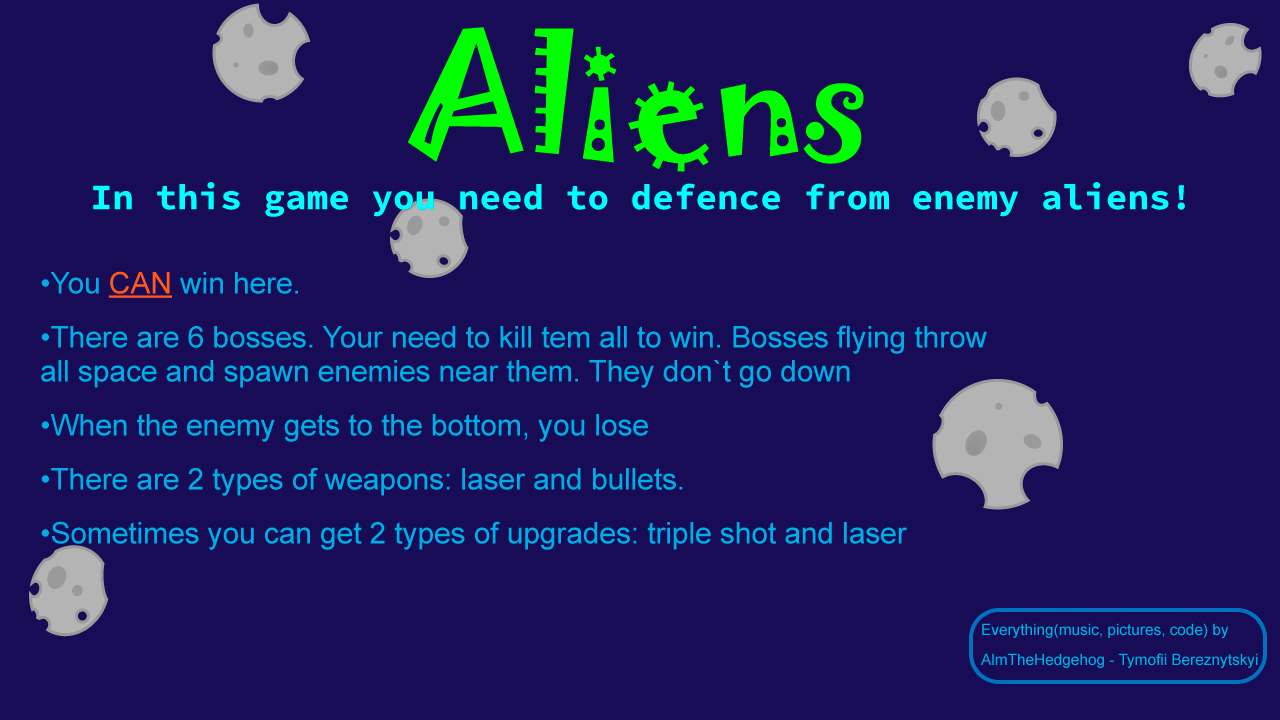 Aliens
In this game you need to defence from enemy aliens!
•You CAN win here.
•There are 6 bosses. Your need to kill tem all to win. Bosses flying throw
all space and spawn enemies near them. They don`t go down
•When the enemy gets to the bottom, you lose
•There are 2 types of weapons: laser and bullets.
•Sometimes you can get 2 types of upgrades: triple shot and laser
Everything(music, pictures, code) by
AlmTheHedgehog - Tymofii Bereznytskyi